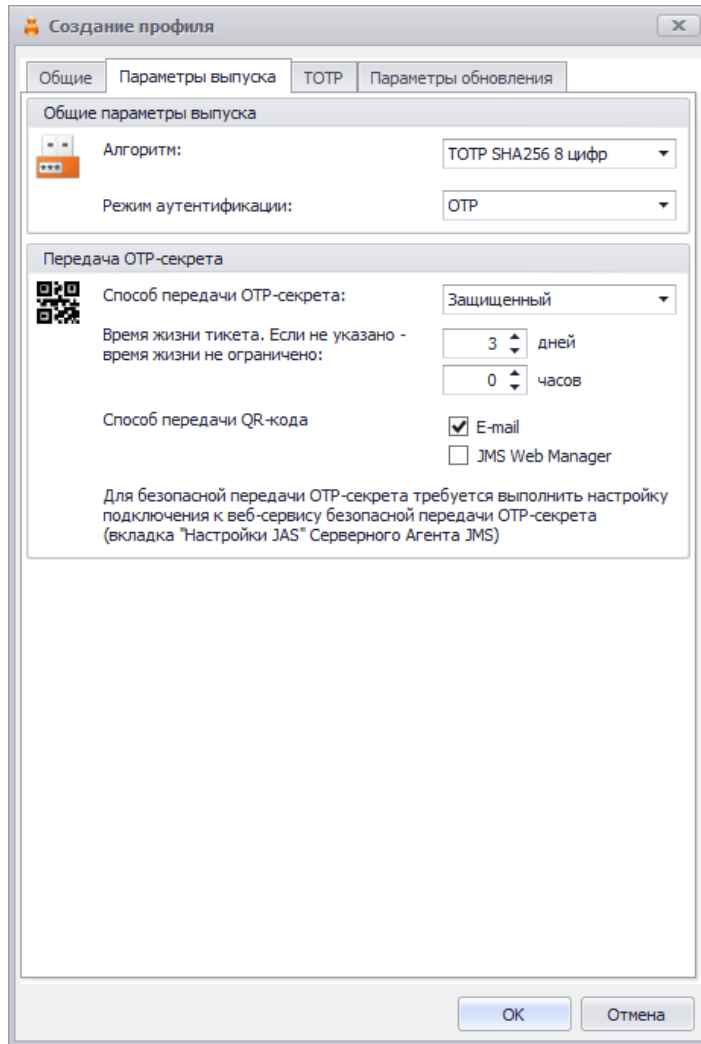 Создание профиля
Общие
Параметры выпуска
TOTP
Параметры обновления
Общие параметры выпуска
Алгоритм:
TOTP SHA256 8 цифр
Режим аутентификации:
OTP
Передача OTP-секрета
Способ передачи OTP-секрета:
Защищенный
Время жизни тикета. Если не указано -
время жизни не ограничено:
3
дней
0
часов
Способ передачи QR-кода
E-mail
JMS Web Manager
Для безопасной передачи OTP-секрета требуется выполнить настройку
подключения к веб-сервису безопасной передачи OTP-секрета
(вкладка "Настройки JAS" Серверного Агента JMS)
OK
Отмена